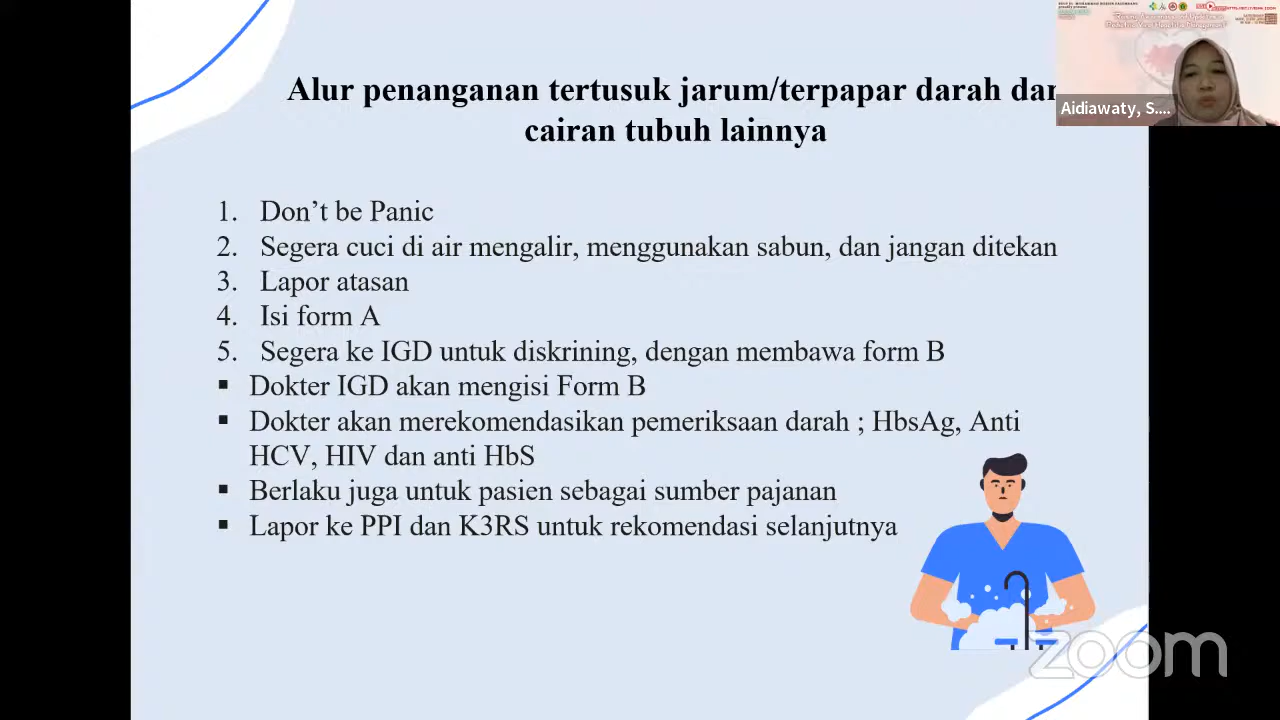 Alur penanganan tertusuk jarum/terpapar darah dan
cairan tubuh lainnya
Aidiawaty, S....
1. Don't be Panic
2. Segera cuci di air mengalir, menggunakan sabun, dan jangan ditekan
3. Lapor atasan
4. Isi form A
5. Segera ke IGD untuk diskrining, dengan membawa form B
▪ Dokter IGD akan mengisi Form B
▪ Dokter akan merekomendasikan pemeriksaan darah ; HbsAg, Anti
HCV, HIV dan anti HbS
▪ Berlaku juga untuk pasien sebagai sumber pajanan
▪ Lapor ke PPI dan K3RS untuk rekomendasi selanjutnya
zoom